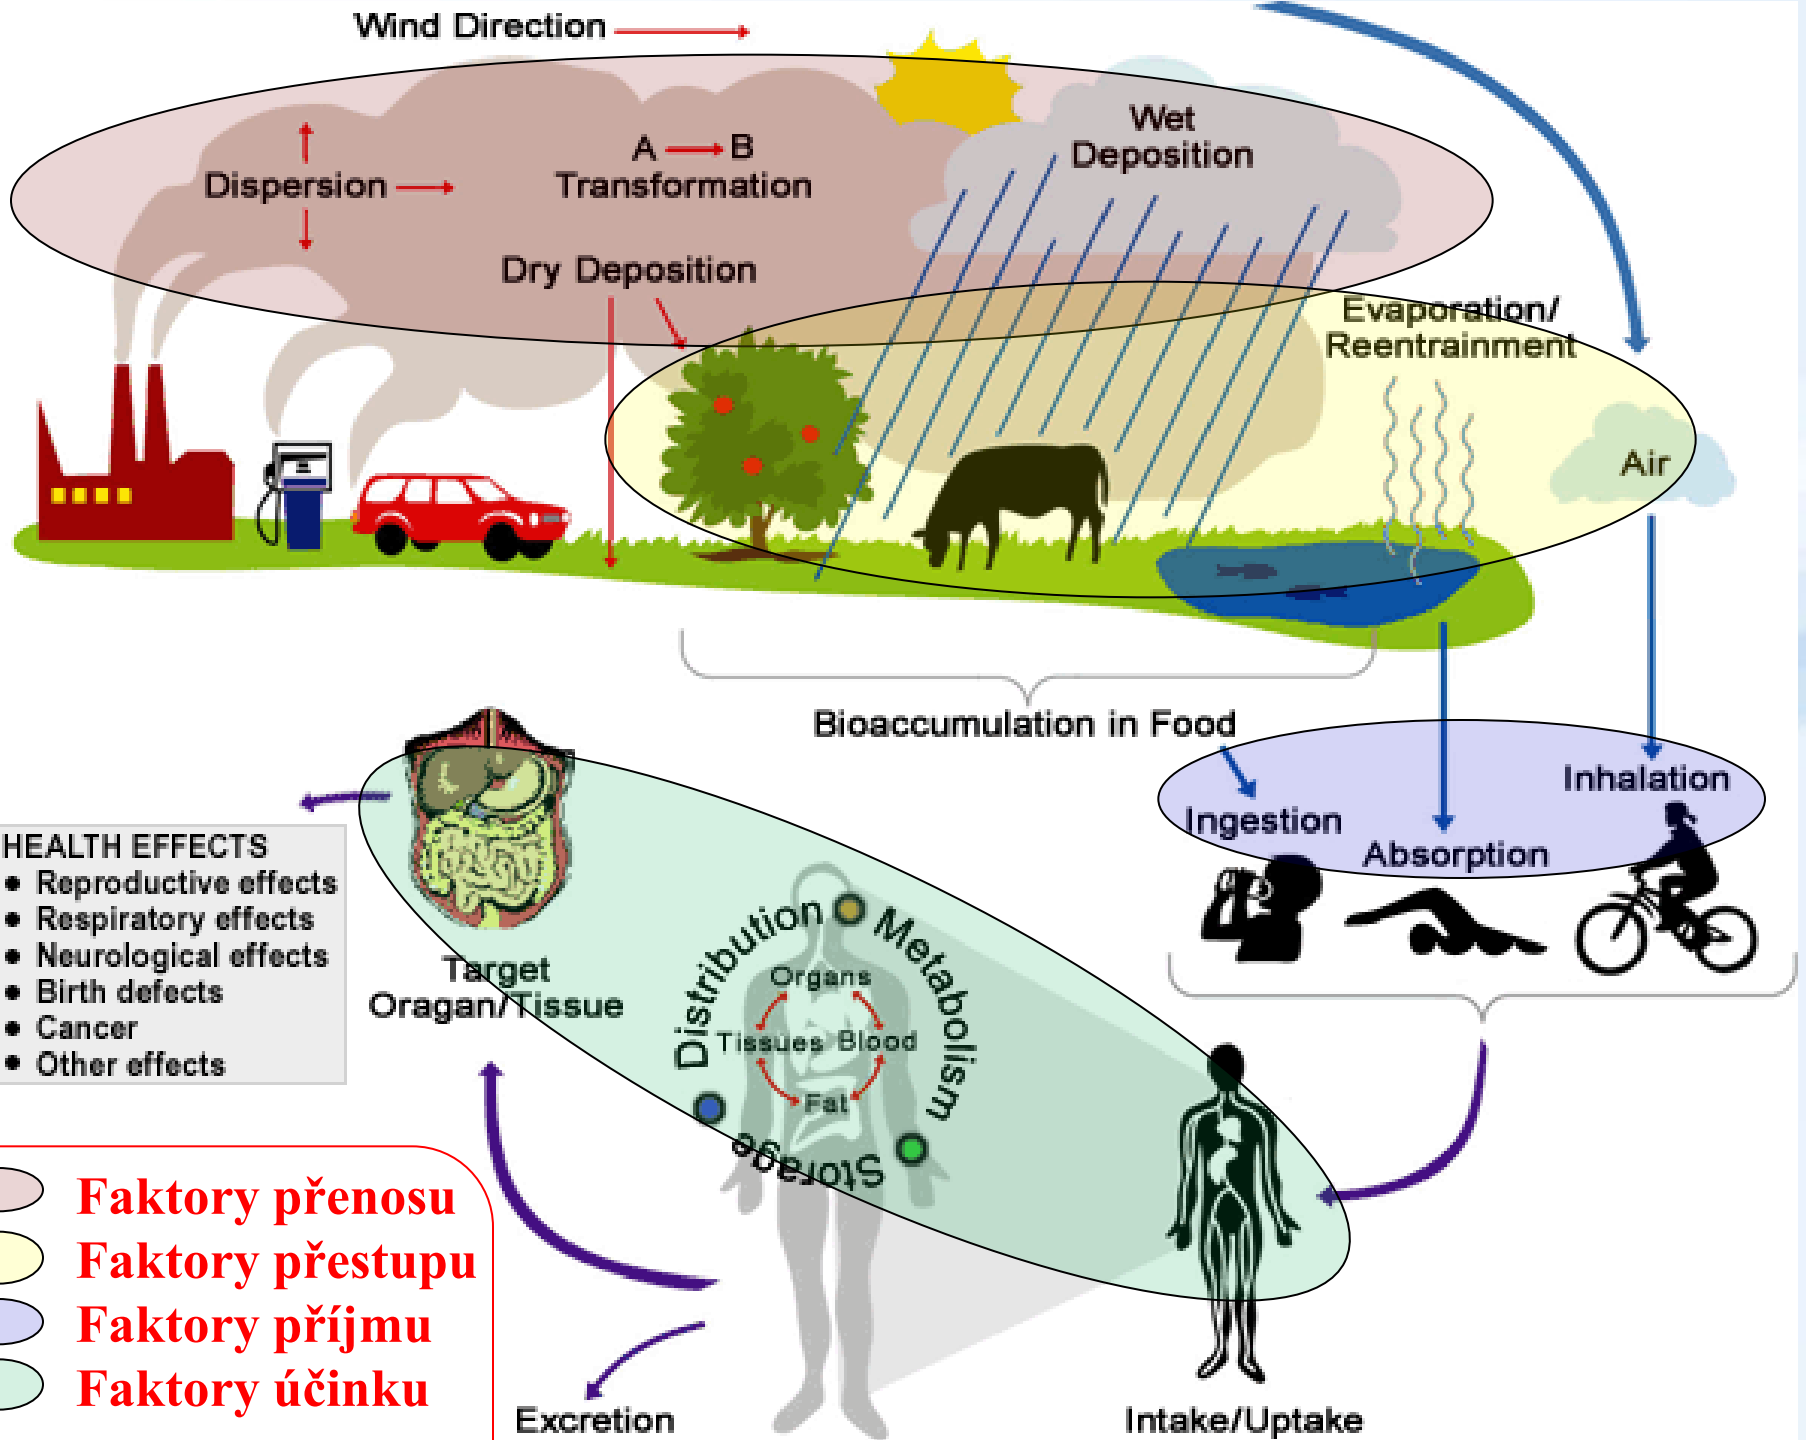 Wind Direction
Wet
Deposition
A B
Dispersion
Transformation
Dry Deposition
Evaporation/
Reentrainment
Air
Bioaccumulation in Food
Inhalation
Ingestion
Absorption
HEALTH EFFECTS
• Reproductive effects
• Respiratory effects
• Neurological effects
• Birth defects
• Cancer
• Other effects
Target
Oragan/Tissue
Distribution
Metabolism
Storage
Organs
Tissues Blood
Fat
Faktory přenosu
Faktory přestupu
Faktory příjmu
Faktory účinku
Excretion
Intake/Uptake